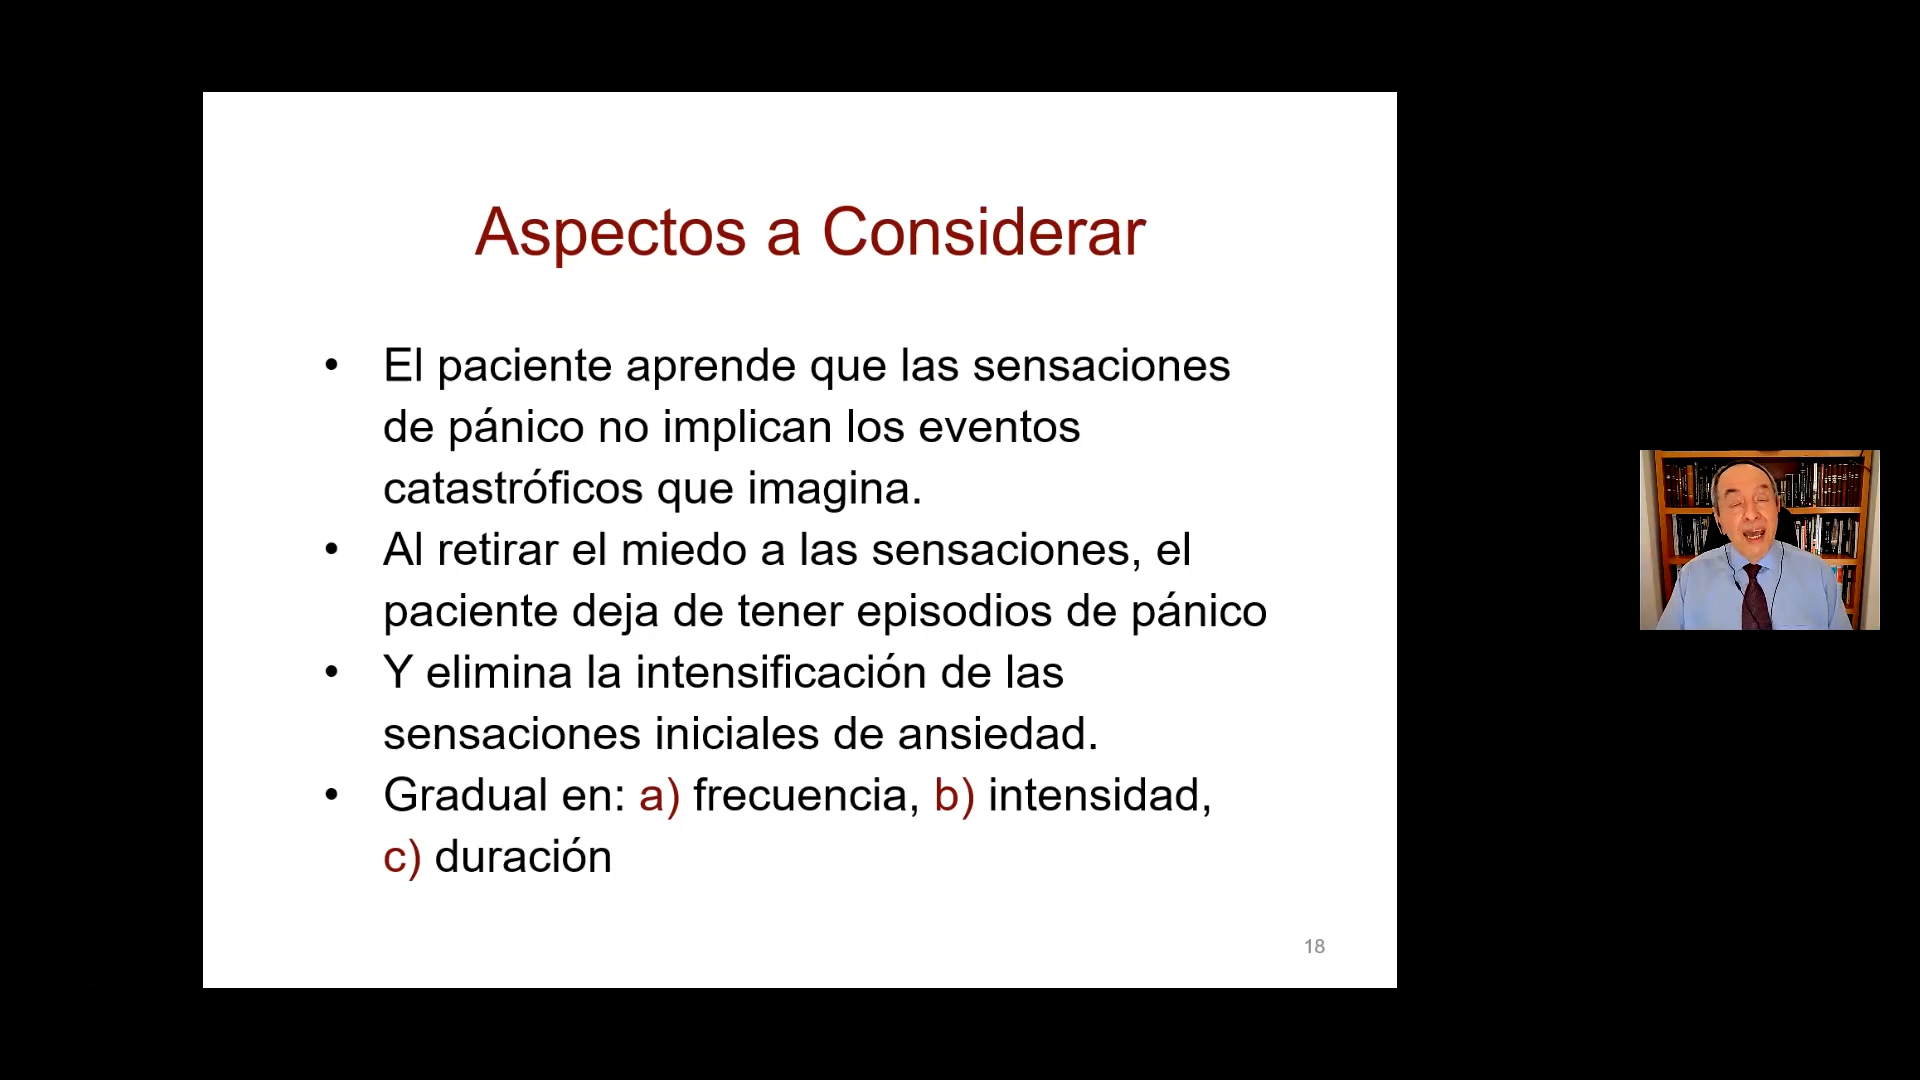 Aspectos a Considerar
• El paciente aprende que las sensaciones
de pánico no implican los eventos
catastróficos que imagina.
• Al retirar el miedo a las sensaciones, el
paciente deja de tener episodios de pánico
• Y elimina la intensificación de las
sensaciones iniciales de ansiedad.
• Gradual en: a) frecuencia, b) intensidad,
c) duración
18